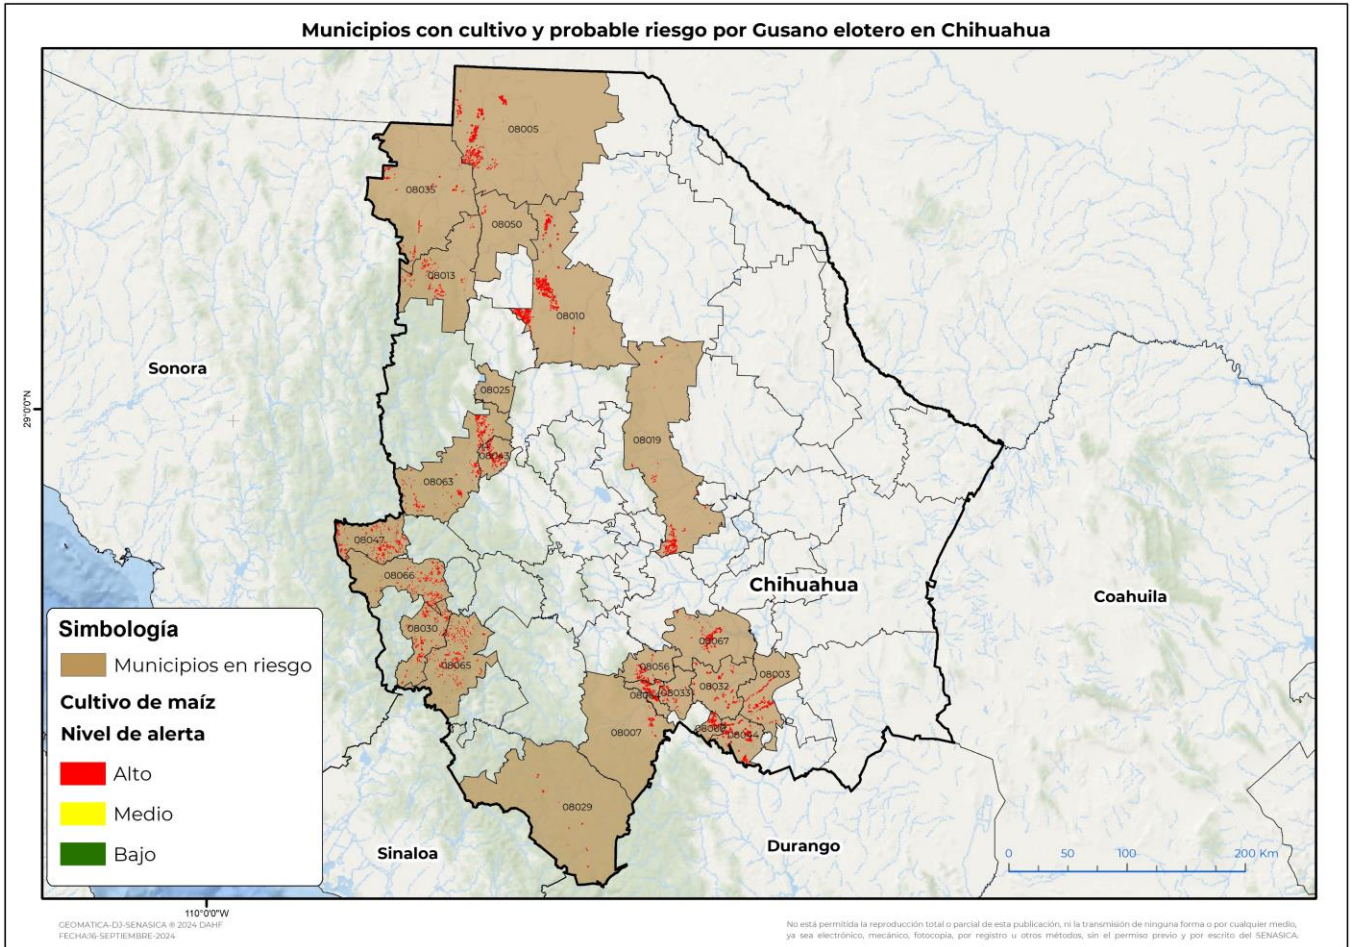 Municipios con cultivo y probable riesgo por Gusano elotero en Chihuahua
08005
08035
08050
08013
08010
Sonora
08025
29°0'0"N
08019
08063
08047
Chihuahua
08066
Coahuila
08030
08067
08065
08056
08003
08032
08033
08007
08029
Sinaloa
Durango
Simbología
Municipios en riesgo
Cultivo de maíz
Nivel de alerta
Alto
Medio
Bajo
0 50 100 200 Km
110°0'0"W
GEOMATICA-DJ-SENASICA ® 2024 DAHF
FECHA:16-SEPTIEMBRE-2024
No está permitida la reproducción total o parcial de esta publicación, ni la transmisión de ninguna forma o por cualquier medio,
ya sea electrónico, mecánico, fotocopia, por registro u otros métodos, sin el permiso previo y por escrito del SENASICA.